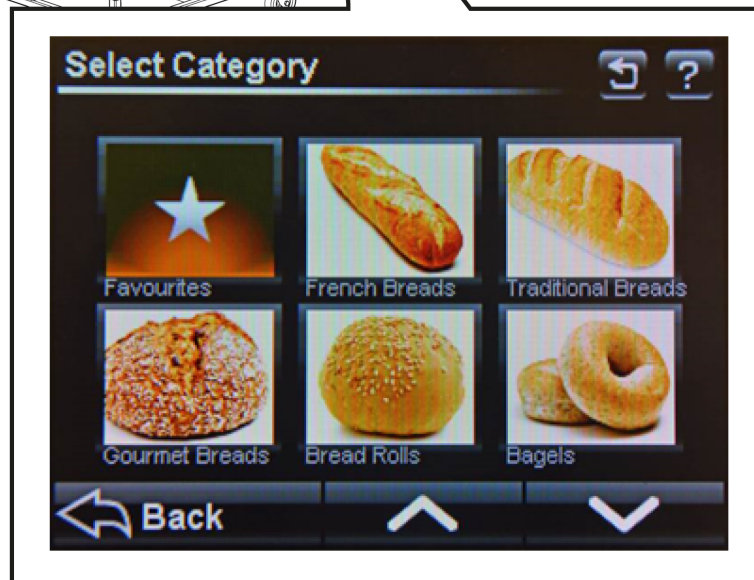 Select Category
?
Favourites
French Breads
Traditional Breads
Gourmet Breads
Bread Rolls
Bagels
Back